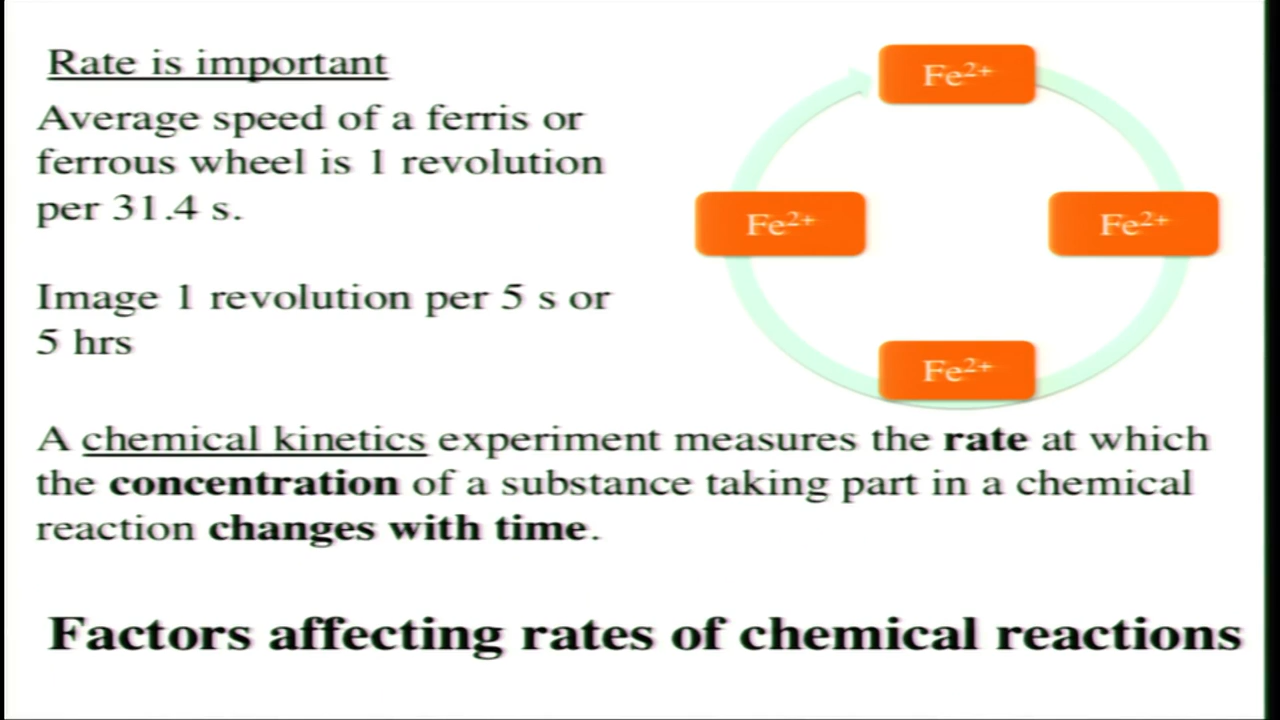 Rate is important
Average speed of a ferris or
ferrous wheel is 1 revolution
per 31.4 s.
Image 1 revolution per 5 s or
5 hrs
Fe²⁺
Fe²⁺
Fe²⁺
Fe²⁺
A chemical kinetics experiment measures the rate at which
the concentration of a substance taking part in a chemical
reaction changes with time.
Factors affecting rates of chemical reactions